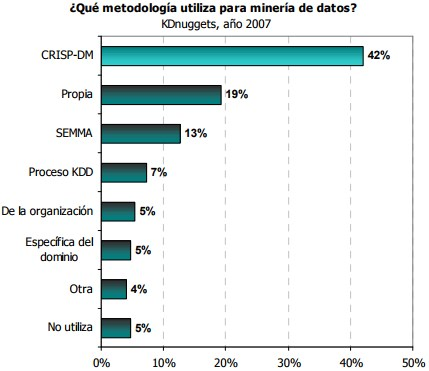 ¿Qué metodología utiliza para minería de datos?
KDnuggets, año 2007
CRISP-DM 42%
Propia 19%
SEMMA 13%
Proceso KDD 7%
De la organización 5%
Específica del
dominio 5%
Otra 4%
No utiliza 5%
0% 10% 20% 30% 40% 50%